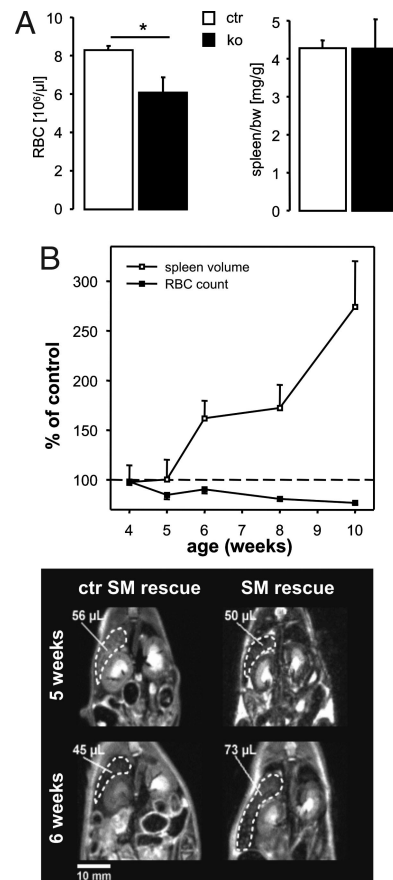 A
ctr
ko
*
RBC [10⁶/µl]
10
8
6
4
2
0
spleen/bw [mg/g]
5
4
3
2
1
0
B
spleen volume
RBC count
% of control
300
250
200
150
100
4 5 6 8 9 10
age (weeks)
ctr SM rescue SM rescue
5 weeks
56 µL
50 µL
6 weeks
45 µL
73 µL
10 mm